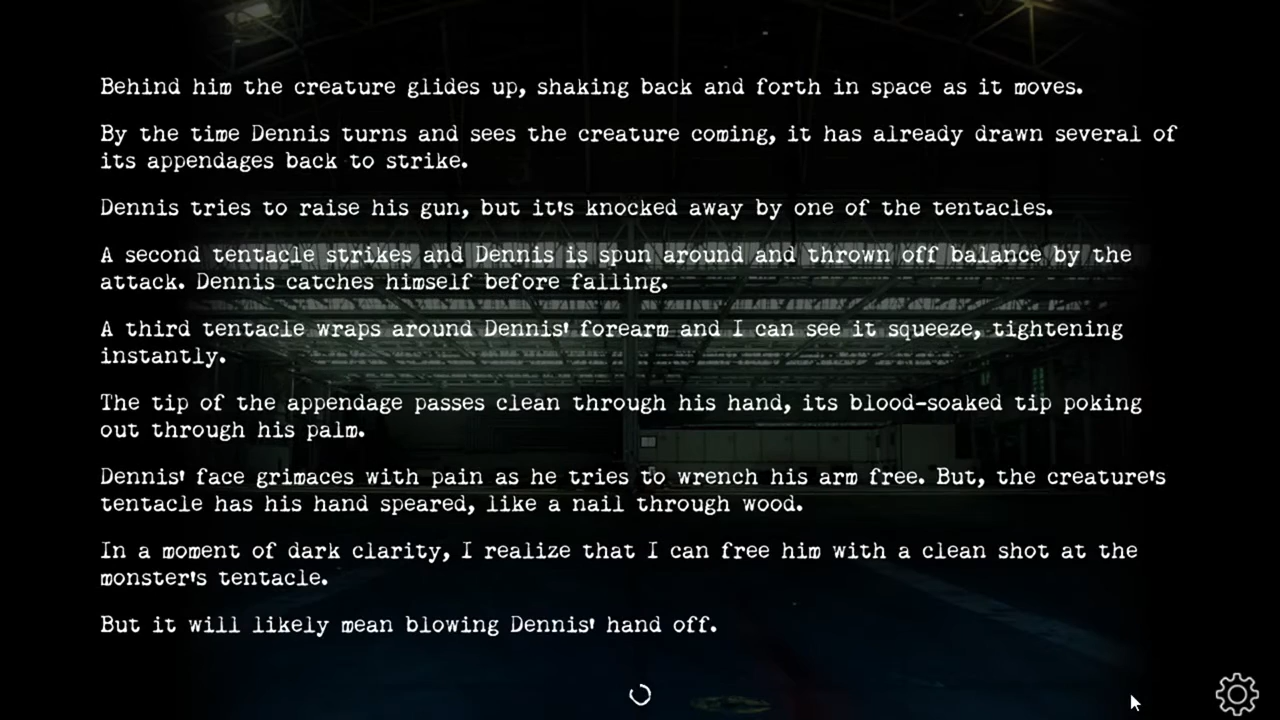 Behind him the creature glides up, shaking back and forth in space as it moves.
By the time Dennis turns and sees the creature coming, it has already drawn several of
its appendages back to strike.
Dennis tries to raise his gun, but it's knocked away by one of the tentacles.
A second tentacle strikes and Dennis is spun around and thrown off balance by the
attack. Dennis catches himself before falling.
A third tentacle wraps around Dennis' forearm and I can see it squeeze, tightening
instantly.
The tip of the appendage passes clean through his hand, its blood-soaked tip poking
out through his palm.
Dennis' face grimaces with pain as he tries to wrench his arm free. But, the creature's
tentacle has his hand speared, like a nail through wood.
In a moment of dark clarity, I realize that I can free him with a clean shot at the
monster's tentacle.
But it will likely mean blowing Dennis' hand off.